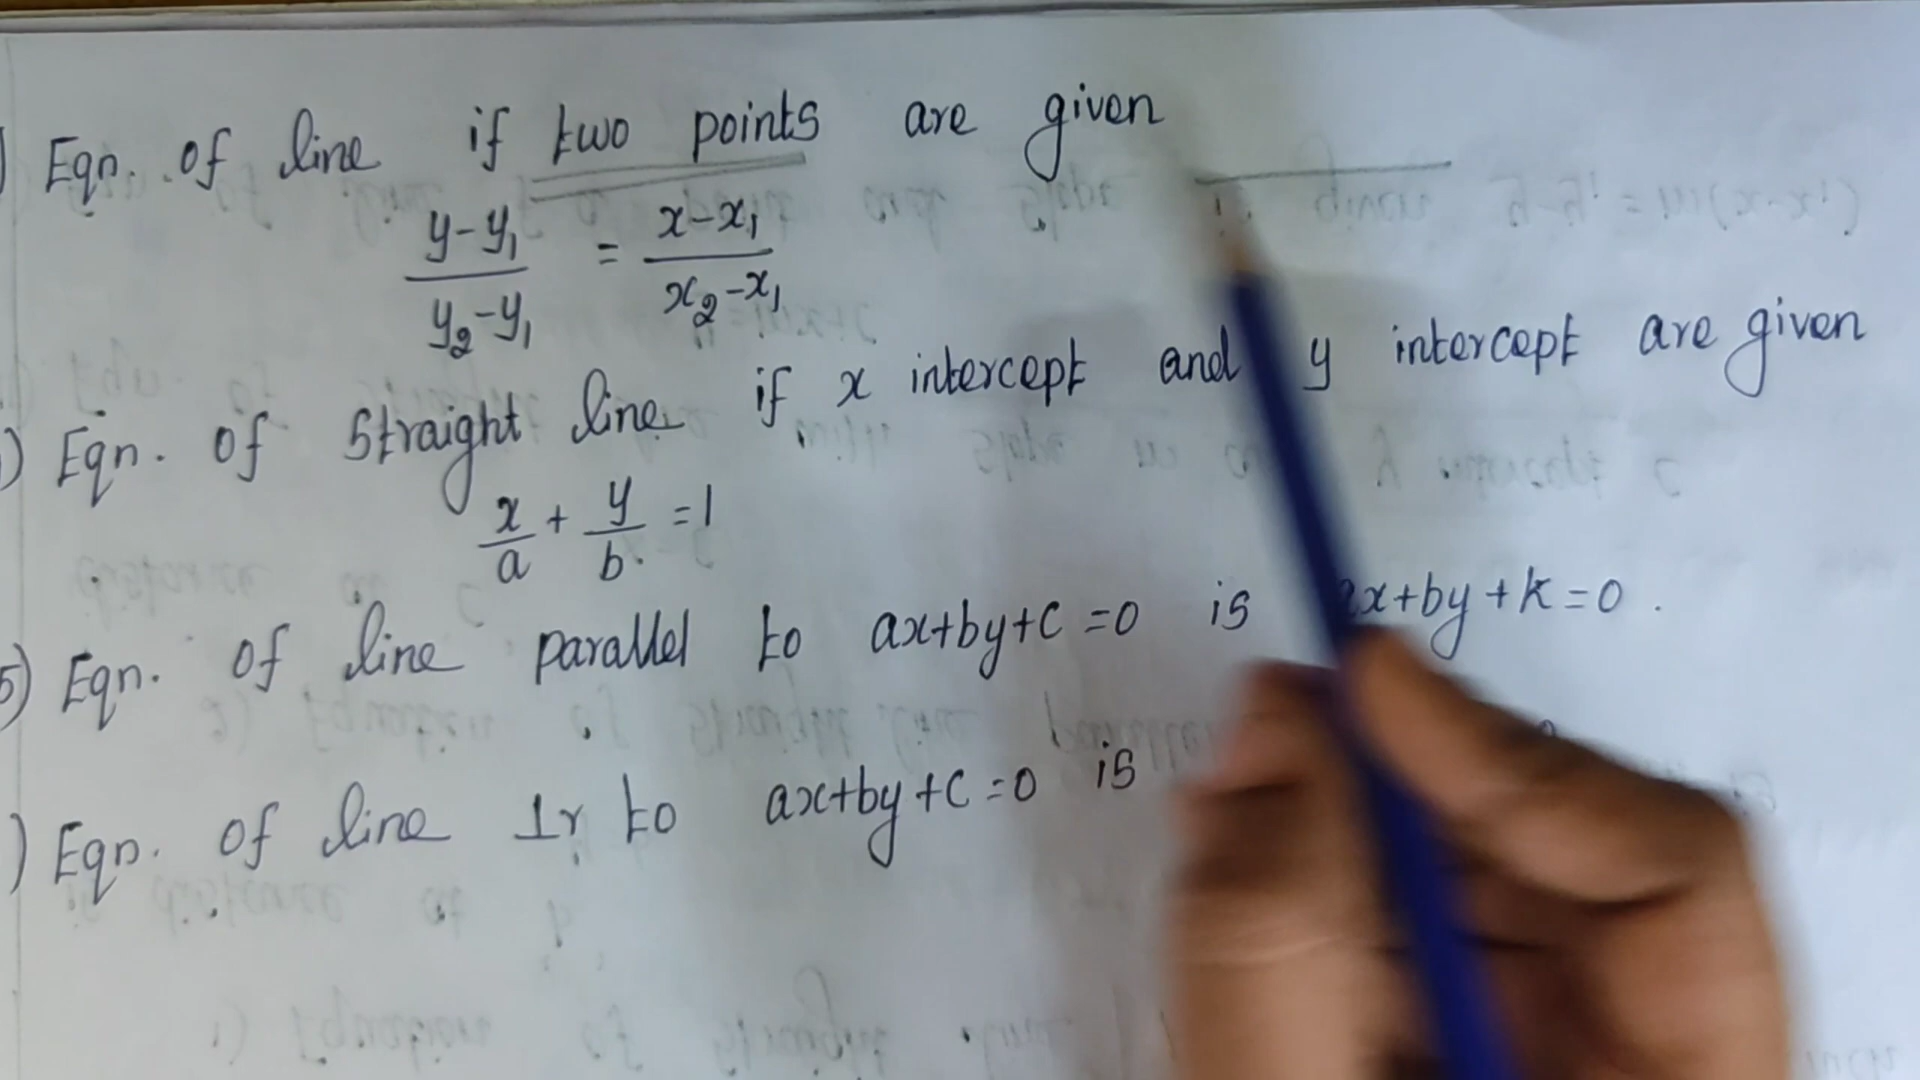 ) Eqn. of line if two points are given
y-y₁/y₂-y₁ = x-x₁/x₂-x₁
) Eqn. of Straight line if x intercept and y intercept are given
x/a + y/b = 1
5) Eqn. of line parallel to ax+by+c=0 is ax+by+k=0.
) Eqn. of line ⊥r to ax+by+c=0 is